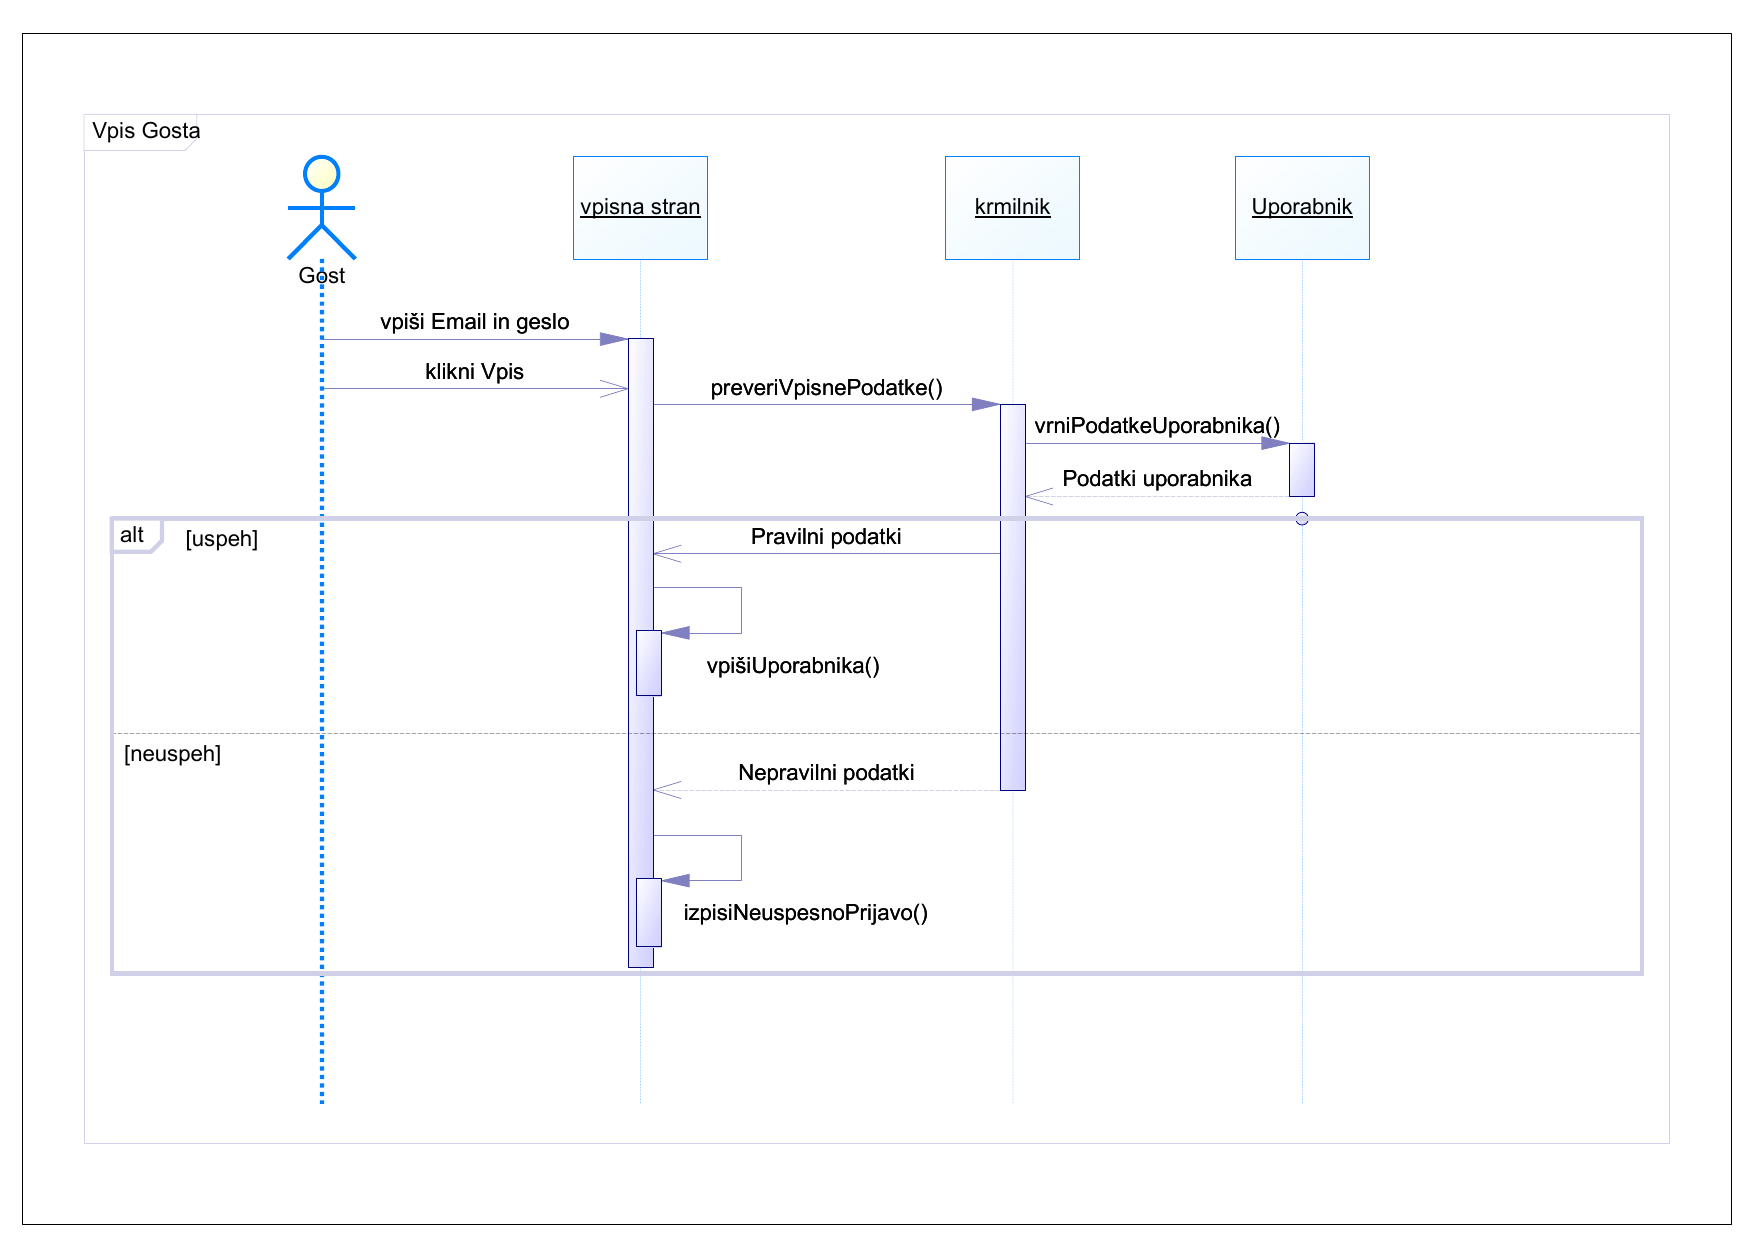 Vpis Gosta
Gost
vpisna stran
krmilnik
Uporabnik
vpiši Email in geslo
klikni Vpis
preveriVpisnePodatke()
vrniPodatkeUporabnika()
Podatki uporabnika
alt
[uspeh]
Pravilni podatki
vpišiUporabnika()
[neuspeh]
Nepravilni podatki
izpisiNeuspesnoPrijavo()